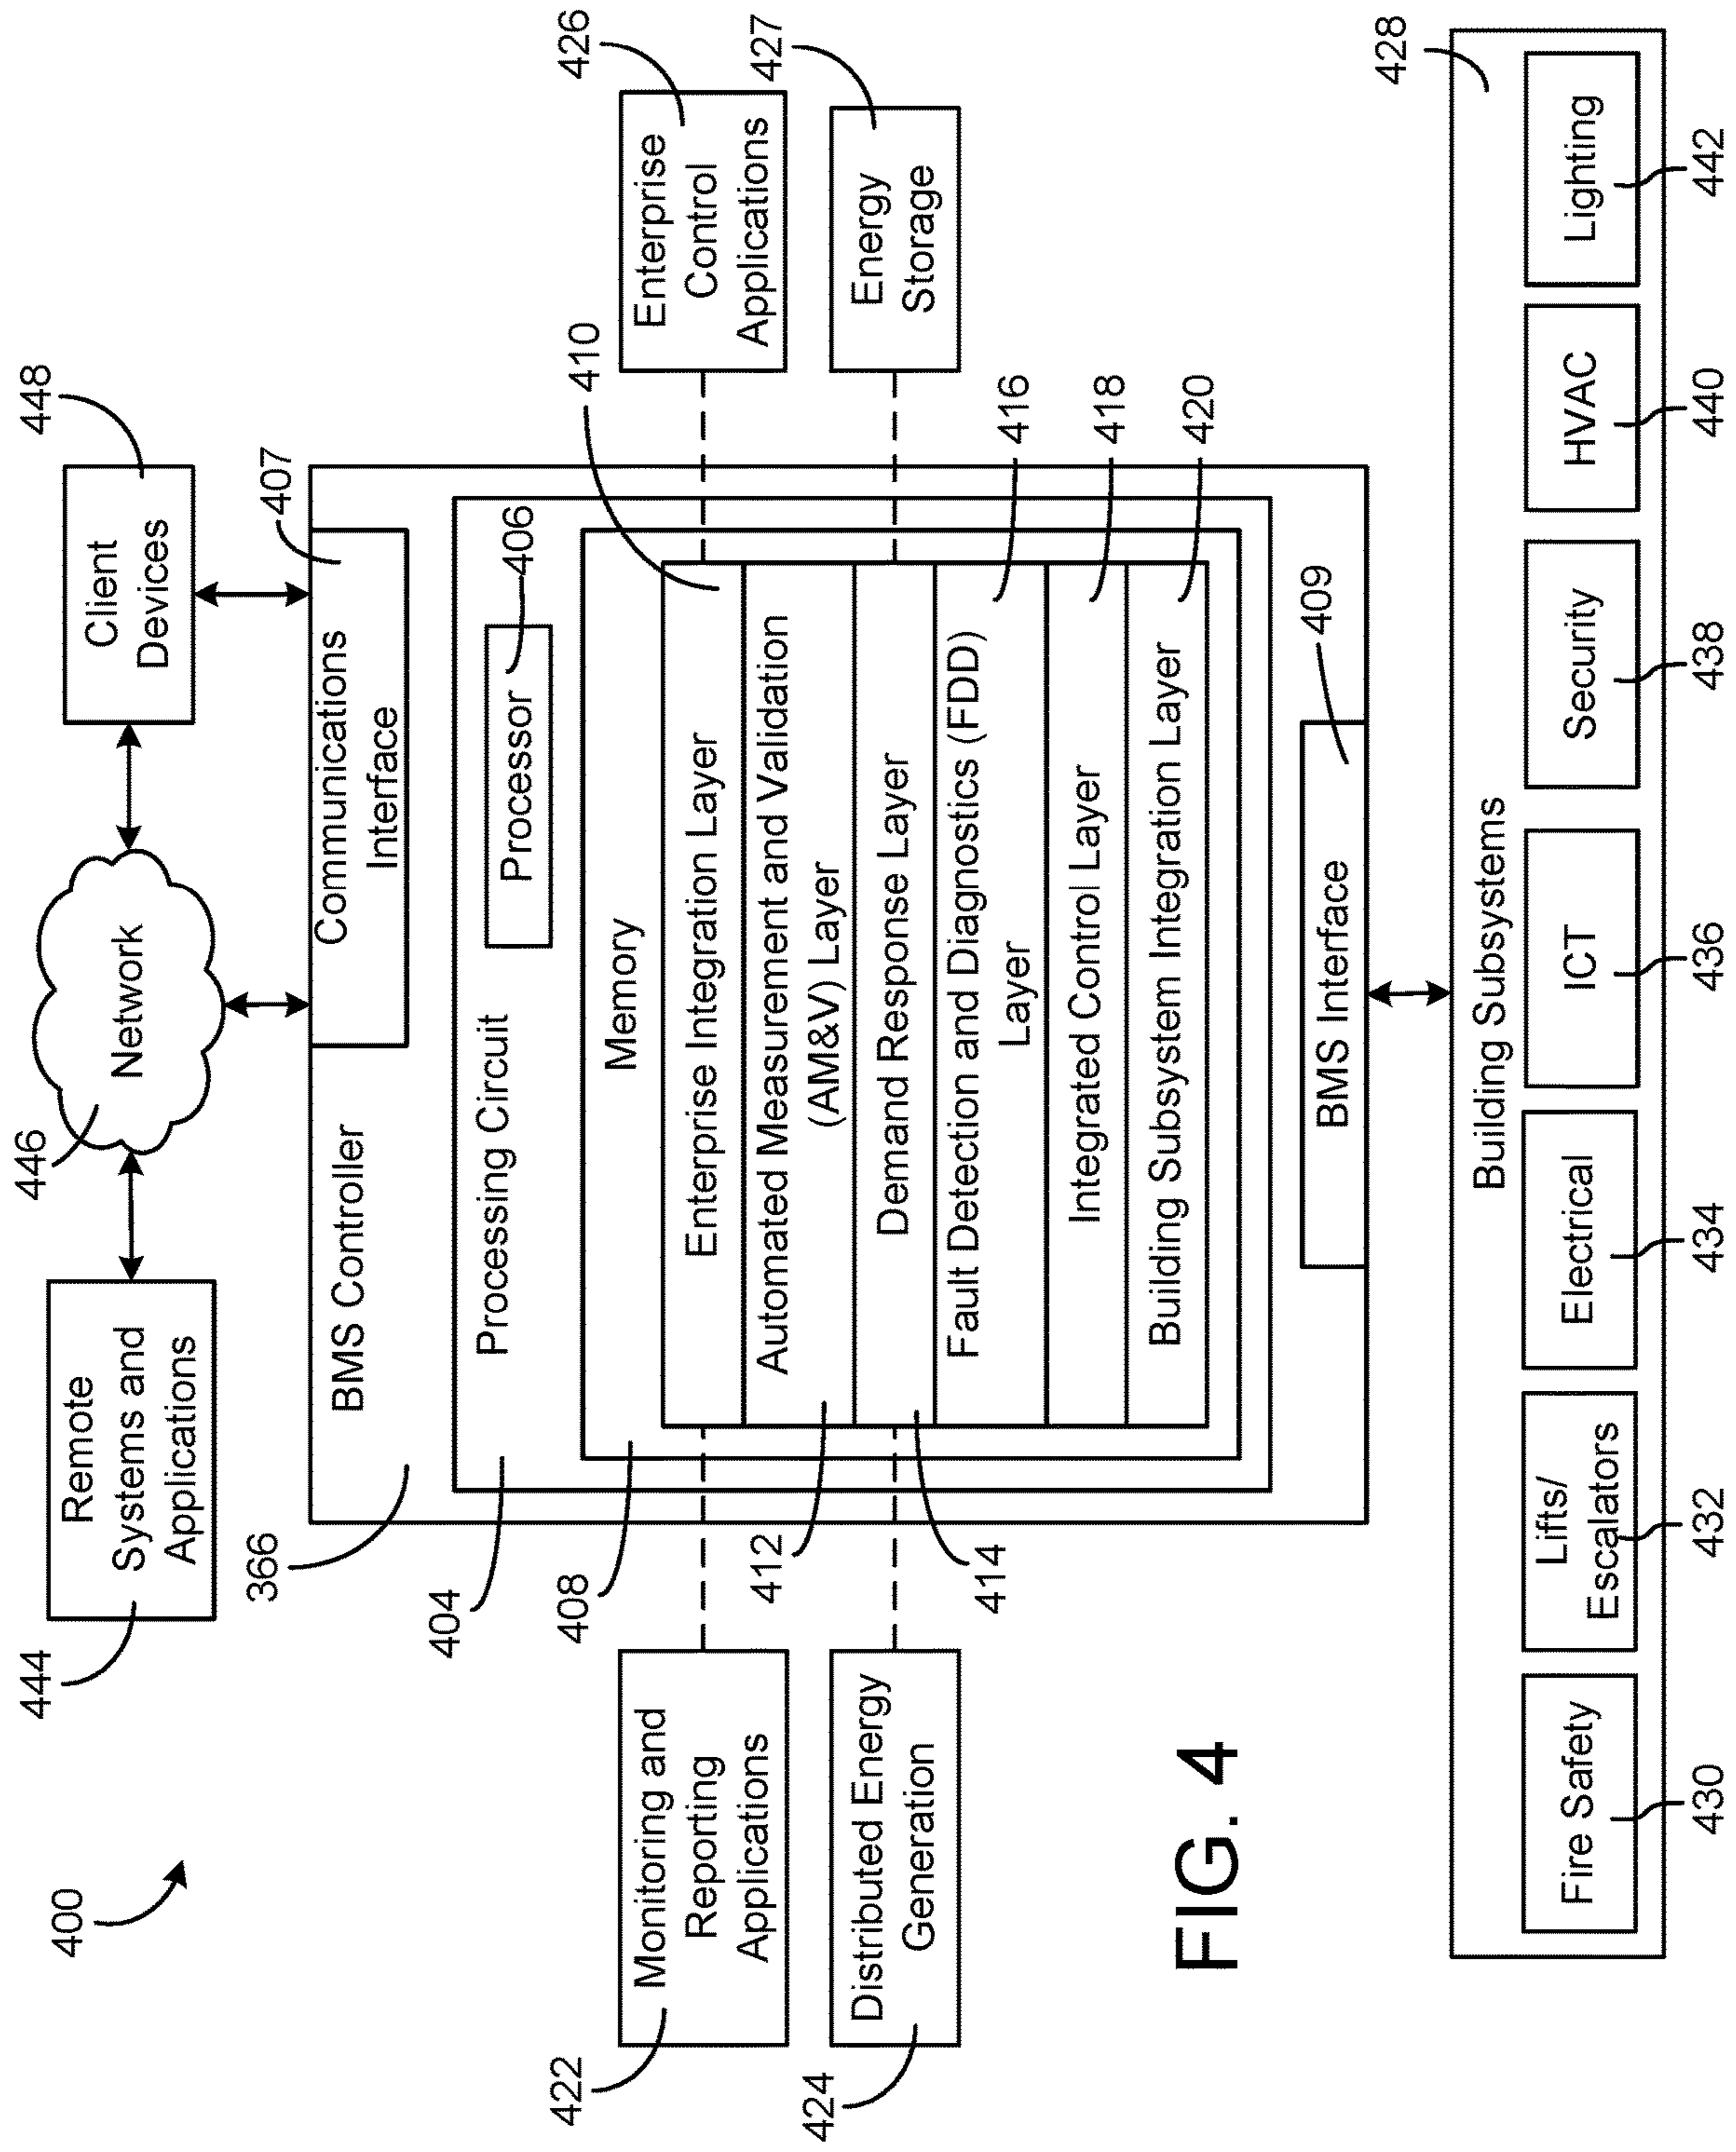 400
444
Remote
Systems and
Applications
446
Network
448
Client
Devices
366
BMS Controller
407
Communications
Interface
404
Processing Circuit
Processor
406
408
Memory
410
Enterprise Integration Layer
Automated Measurement and Validation
(AM&V) Layer
412
Demand Response Layer
414
Fault Detection and Diagnostics (FDD)
Layer
416
Integrated Control Layer
418
Building Subsystem Integration Layer
420
422
Monitoring and
Reporting
Applications
424
Distributed Energy
Generation
426
Enterprise
Control
Applications
427
Energy
Storage
BMS Interface
409
Building Subsystems
428
Fire Safety
430
Lifts/
Escalators
432
Electrical
434
ICT
436
Security
438
HVAC
440
Lighting
442
FIG. 4